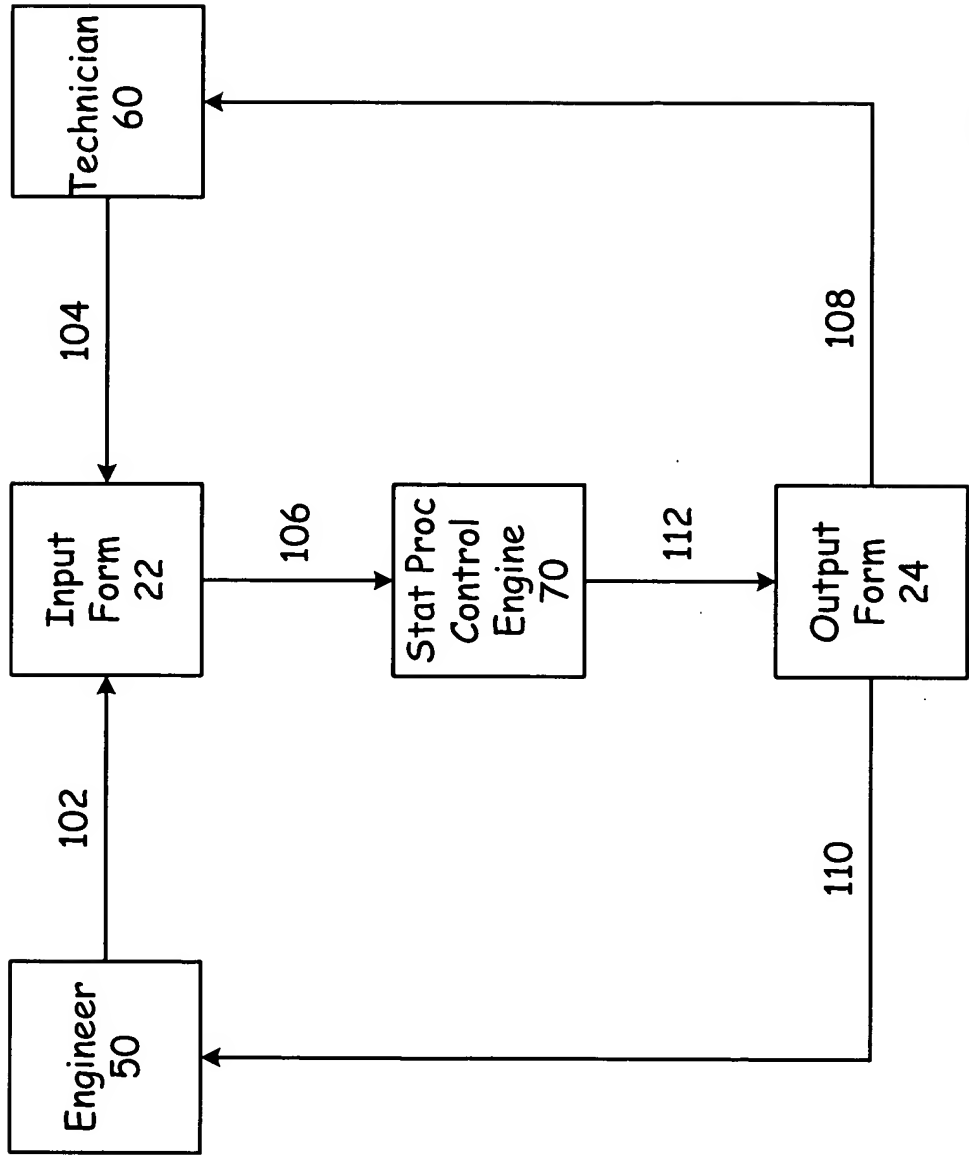 Engineer
50
102
Input
Form
22
104
Technician
60
106
Stat Proc
Control
Engine
70
112
Output
Form
24
110
108